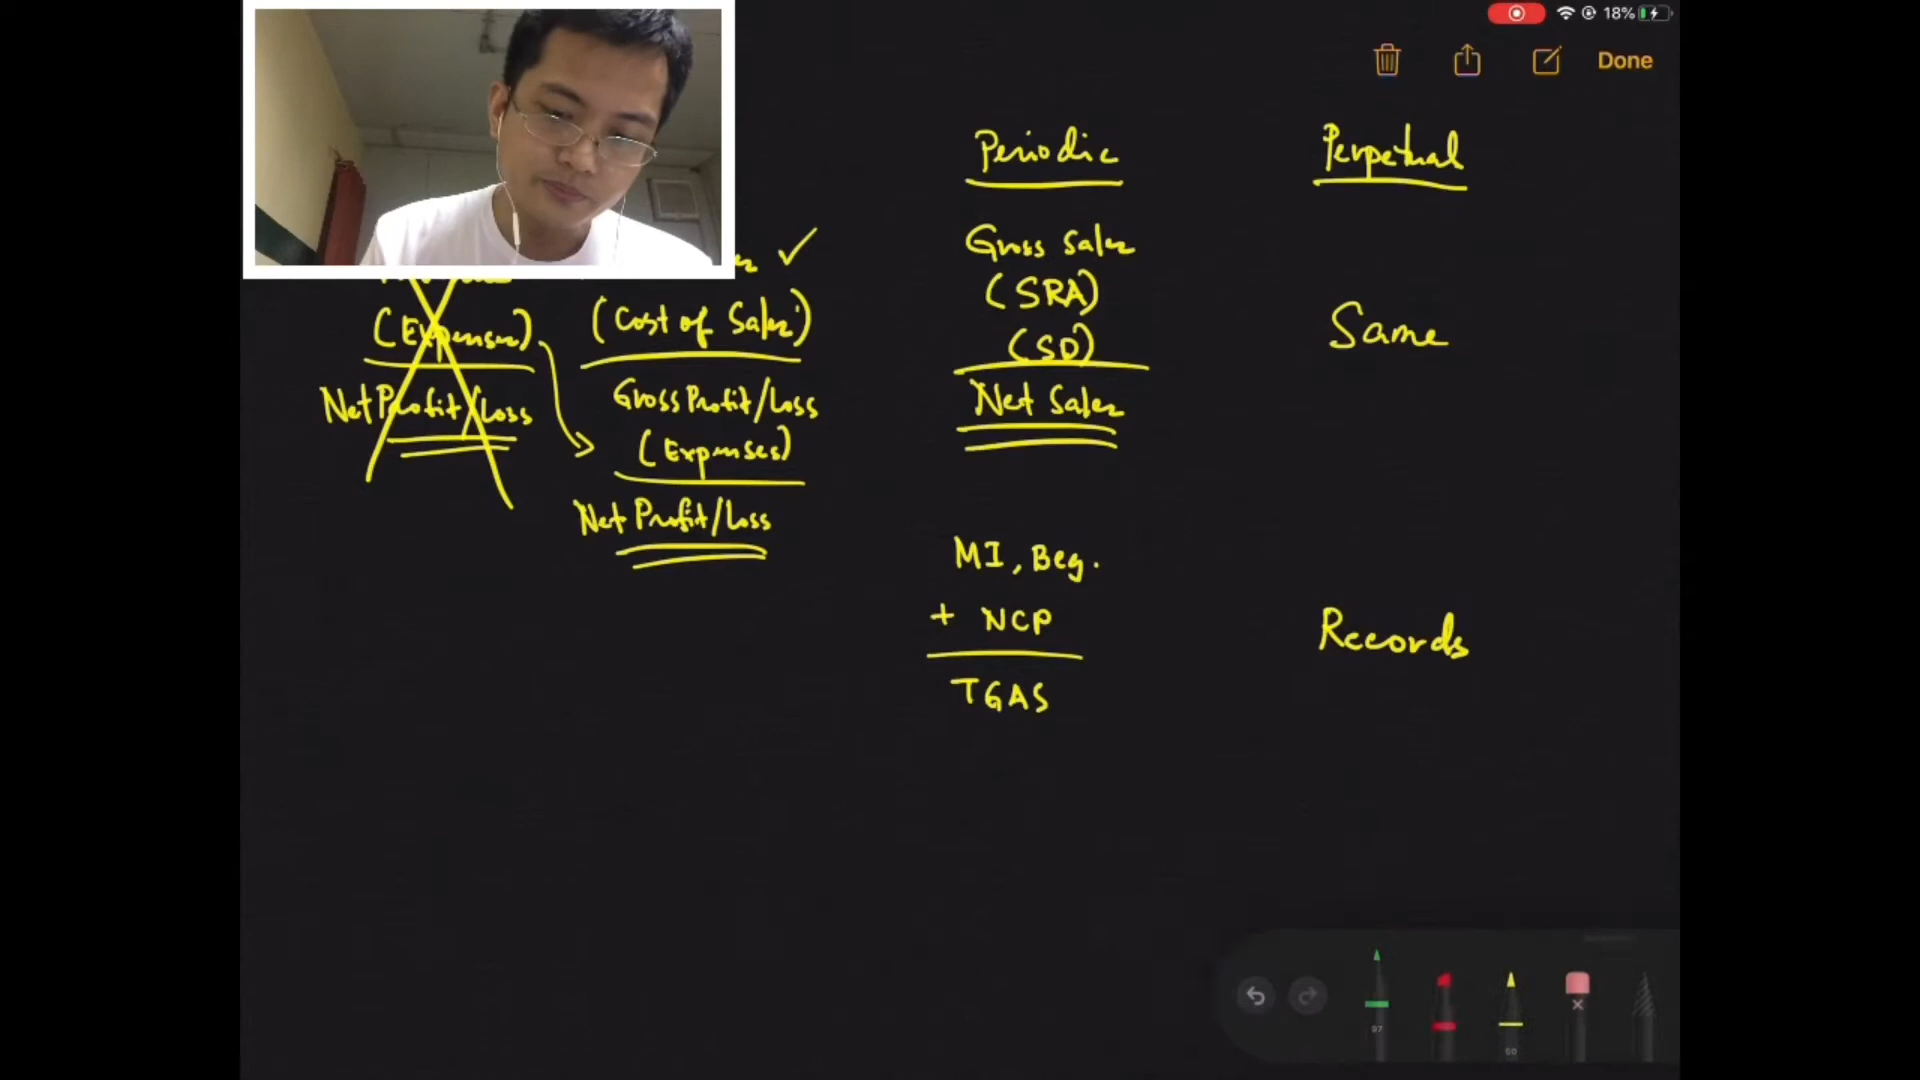 18%
Done
Periodic
Perpetual
(Expenses)
Net Profit/Loss
✓
(Cost of Sales)
Gross Profit/Loss
(Expenses)
Net Profit/Loss
Gross Sales
(SRA)
(SD)
Net Sales
Same
MI, Beg.
+ NCP
TGAS
Records
97